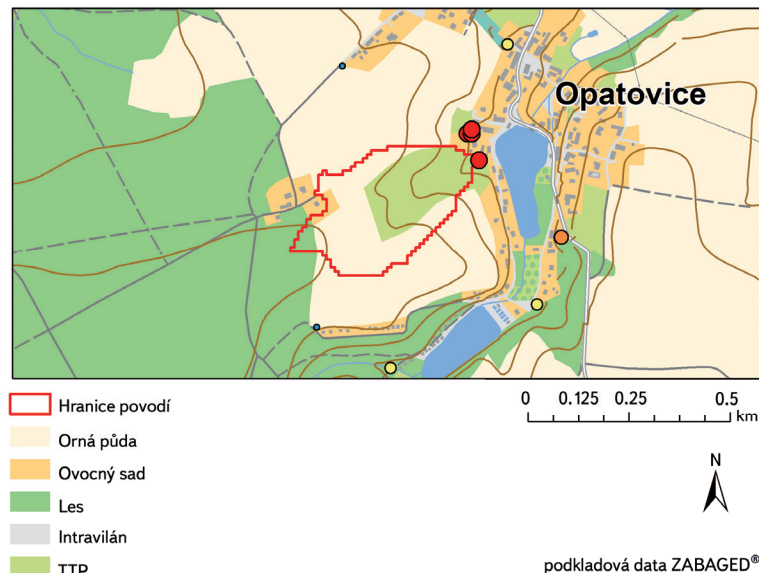 Opatovice
Hranice povodí
Orná půda
Ovocný sad
Les
Intravilán
TTP
0 0.125 0.25 0.5
km
N
podkladová data ZABAGED®